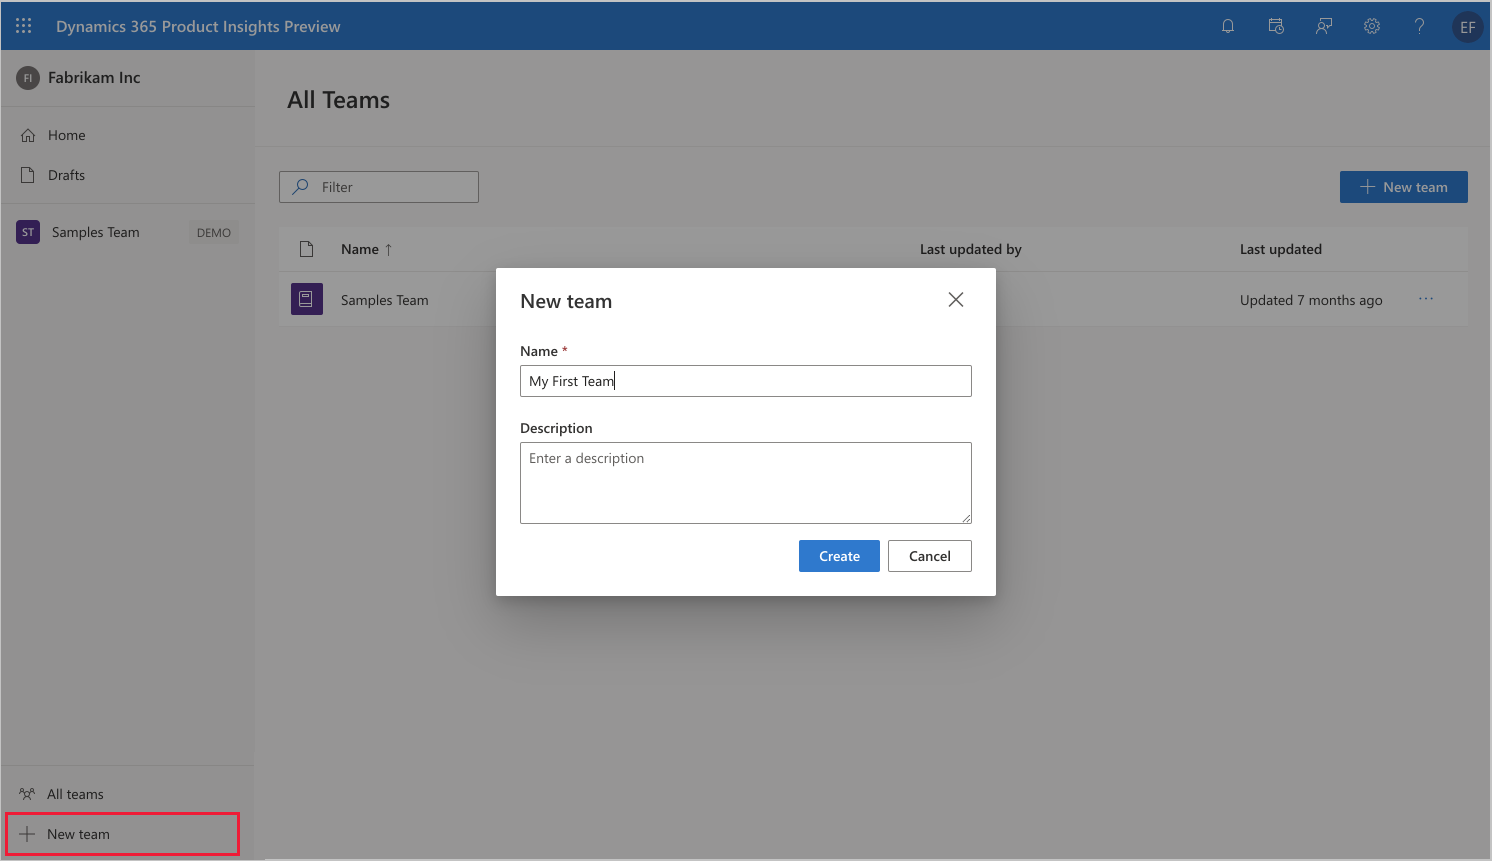 Dynamics 365 Product Insights Preview
EF
FI Fabrikam Inc
All Teams
Home
Drafts
Filter
New team
ST Samples Team DEMO
Name ↑ Last updated by Last updated
Samples Team Updated 7 months ago ...
New team
Name *
My First Team
Description
Enter a description
Create Cancel
All teams
New team